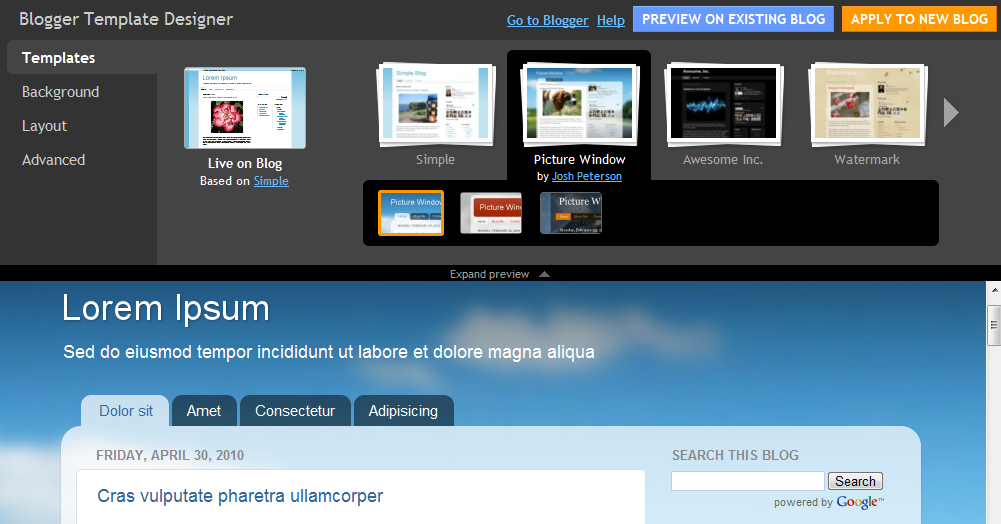 Blogger Template Designer
Go to Blogger Help PREVIEW ON EXISTING BLOG APPLY TO NEW BLOG
Templates
Background
Layout
Advanced
Lorem Ipsum
Live on Blog
Based on Simple
Simple Blog
Simple
Picture Window
by Josh Peterson
Awesome, Inc.
Awesome Inc.
Watermark...
Watermark
Picture Window
Picture Window
Picture W
Expand preview
Lorem Ipsum
Sed do eiusmod tempor incididunt ut labore et dolore magna aliqua
Dolor sit Amet Consectetur Adipisicing
FRIDAY, APRIL 30, 2010
Cras vulputate pharetra ullamcorper
SEARCH THIS BLOG
Search
powered by Google™